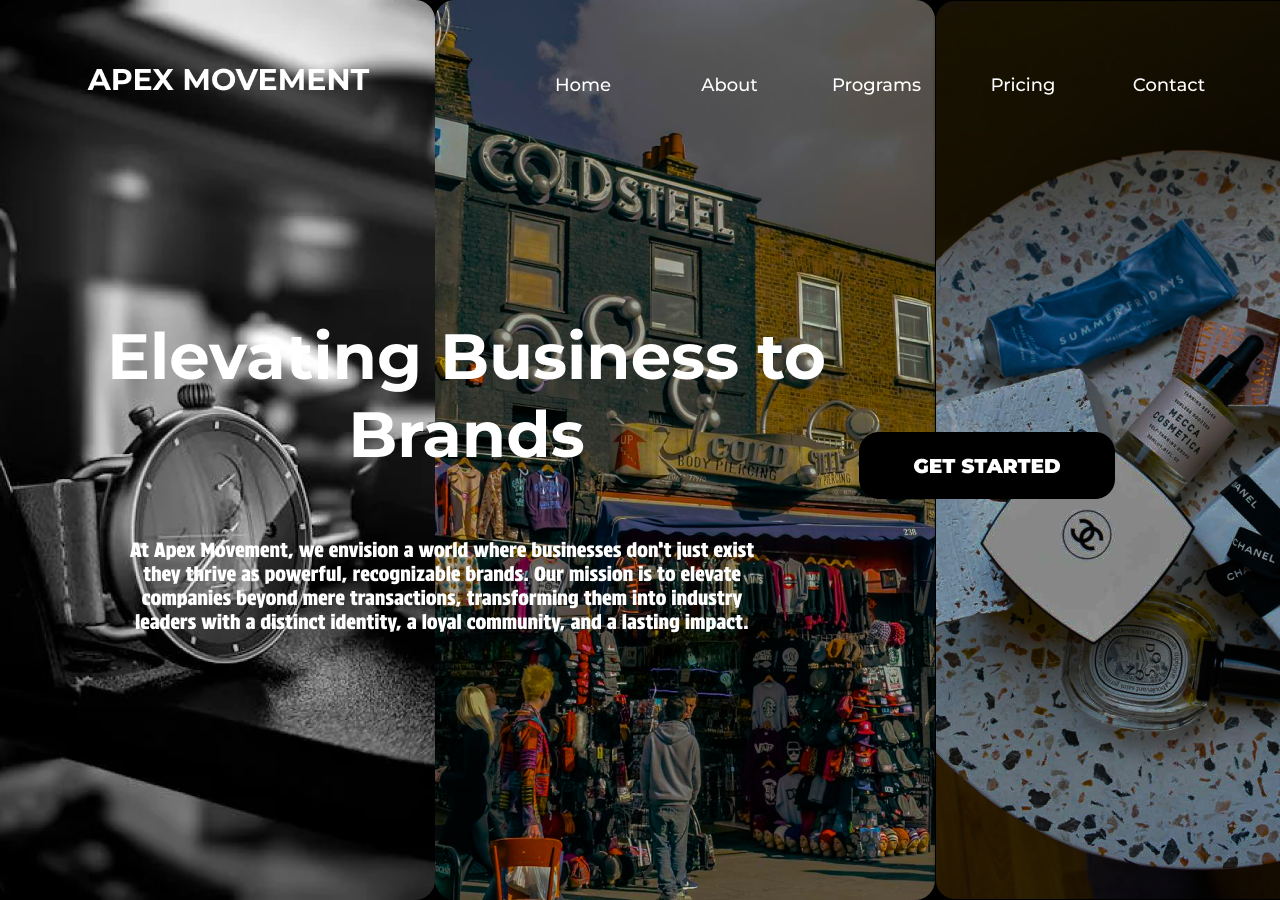 APEX MOVEMENT
Home
About
Programs
Pricing
Contact
COLD STEEL
SUMMER FRIDAYS
Elevating Business to
Brands
MECCA
COSMETICA
UP
COLD STEEL
BODY PIERCING
PIERCING
GET STARTED
238
At Apex Movement, we envision a world where businesses don't just exist
they thrive as powerful, recognizable brands. Our mission is to elevate
companies beyond mere transactions, transforming them into industry
leaders with a distinct identity, a loyal community, and a lasting impact.
CHANEL